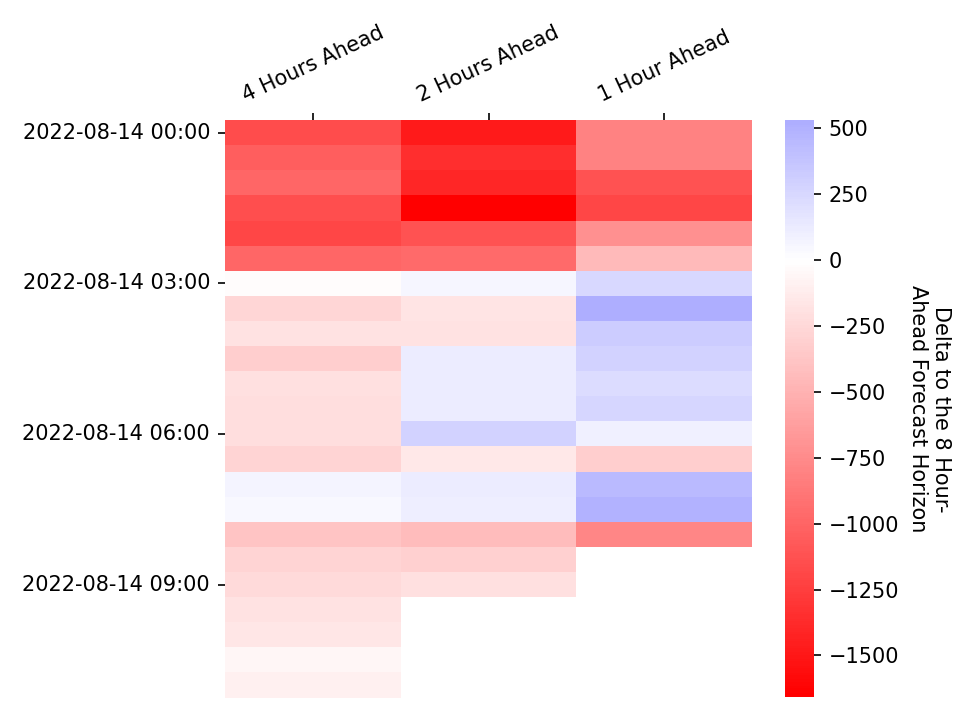 4 Hours Ahead
2 Hours Ahead
1 Hour Ahead
2022-08-14 00:00
2022-08-14 03:00
2022-08-14 06:00
2022-08-14 09:00
500
250
0
−250
−500
−750
−1000
−1250
−1500
Delta to the 8 Hour-
Ahead Forecast Horizon